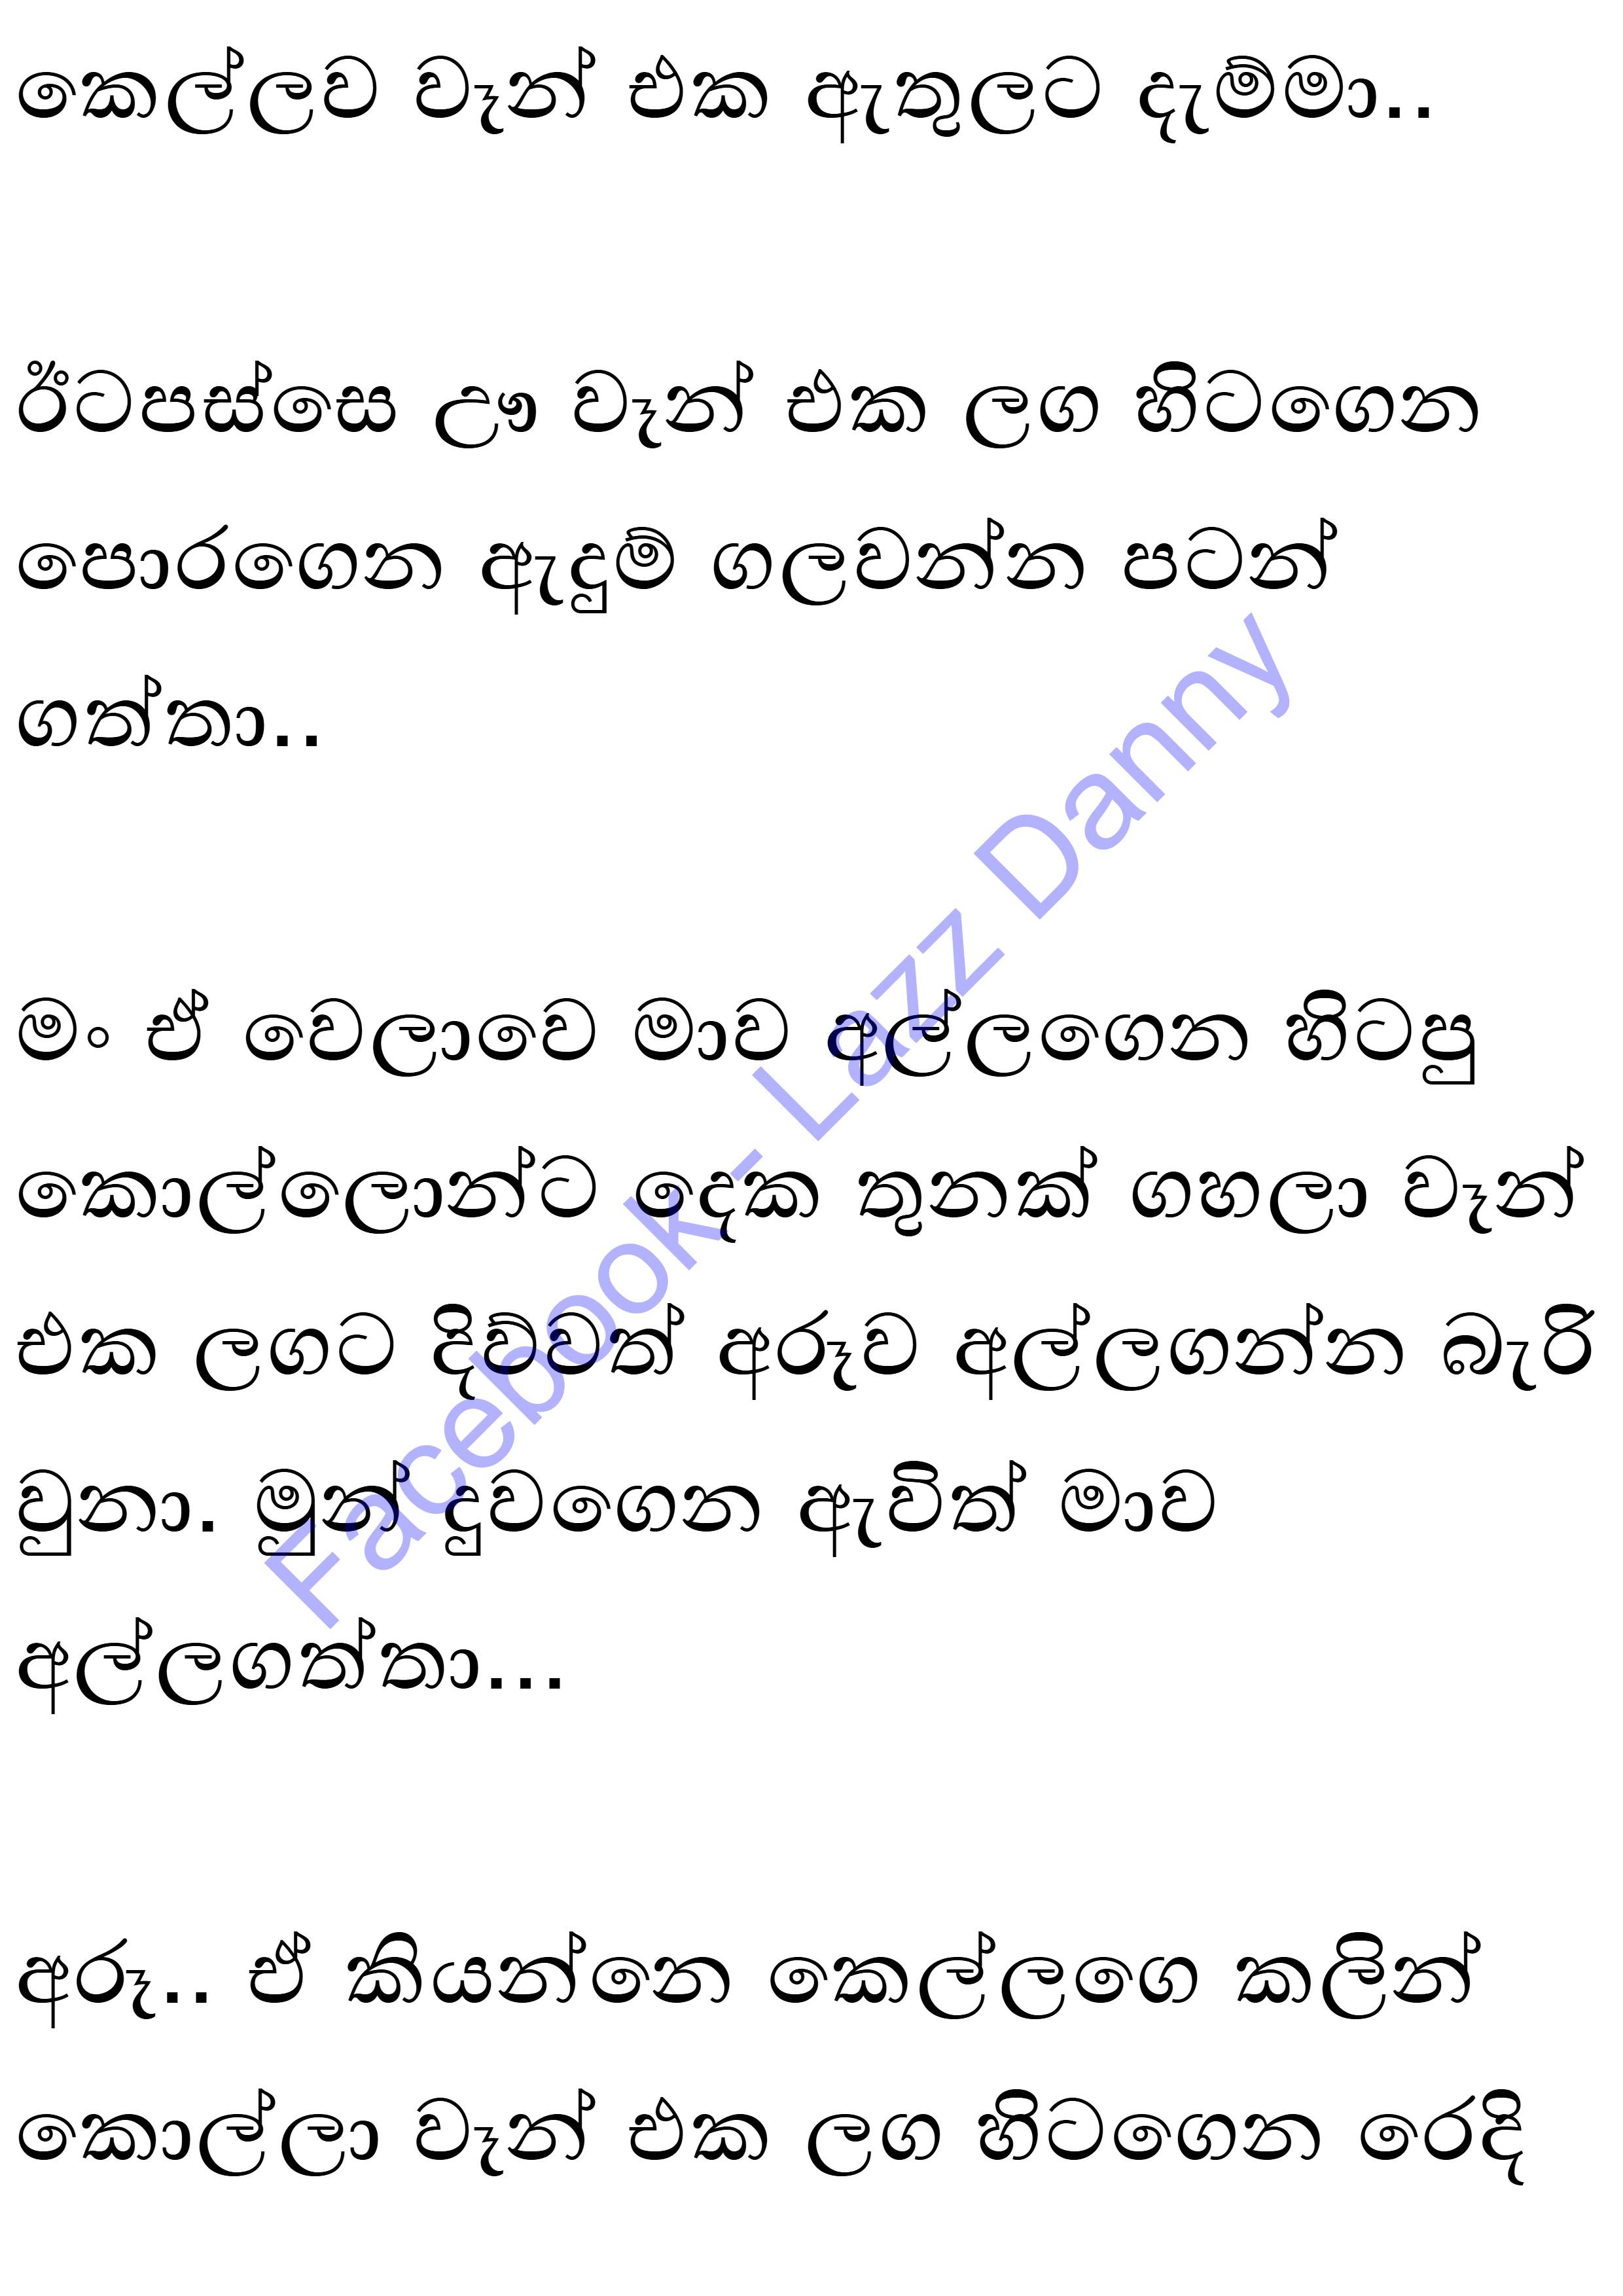 කෙල්ලව වෑන් එක ඇතුලට දැම්මා..
ඊටපස්සෙ ඌ වෑන් එක ලග හිටගෙන
පොරගෙන ඇඳුම් ගලවන්න පටන්
ගත්තා..
මං ඒ වෙලාවෙ මාව අල්ලගෙන හිටපු
කොල්ලොන්ට දෙක තුනක් ගහලා වෑන්
එක ලගට දිව්වත් අරූව අල්ලගන්න බැරි
වුනා. මුන් දුවගෙන ඇවිත් මාව
අල්ලගත්තා...
අරූ.. ඒ කියන්නෙ කෙල්ලගෙ කලින්
කොල්ලා වෑන් එක ලග හිටගෙන රෙදි
Facebook- Lazz Danny